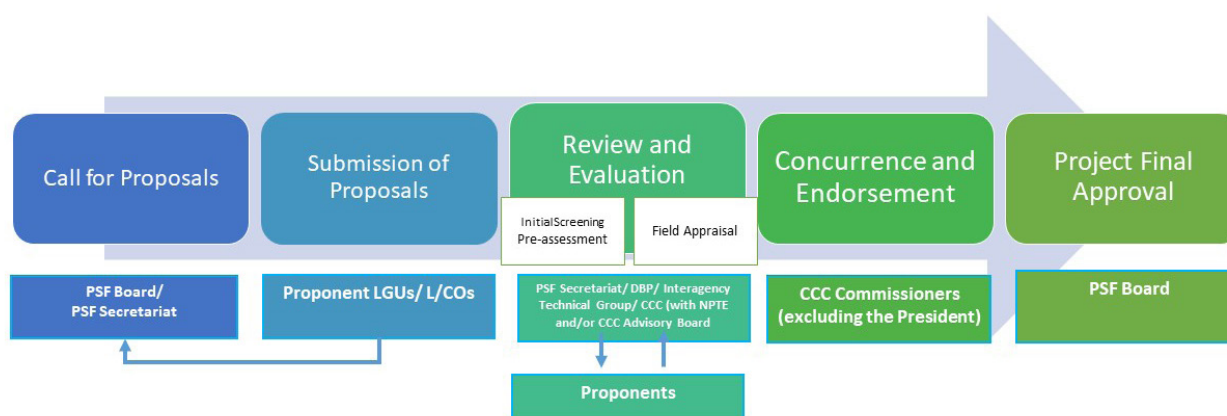 Call for Proposals
Submission of
Proposals
Review and
Evaluation
InitialScreening
Pre-assessment
Field Appraisal
Concurrence and
Endorsement
Project Final
Approval
PSF Board/
PSF Secretariat
Proponent LGUs/ L/COs
PSF Secretariat/ DBP/ Interagency
Technical Group/ CCC (with NPTE
and/or CCC Advisory Board
CCC Commissioners
(excluding the President)
PSF Board
Proponents